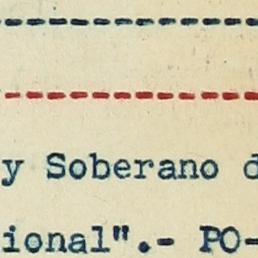 y Soberano d
ional".- PO-